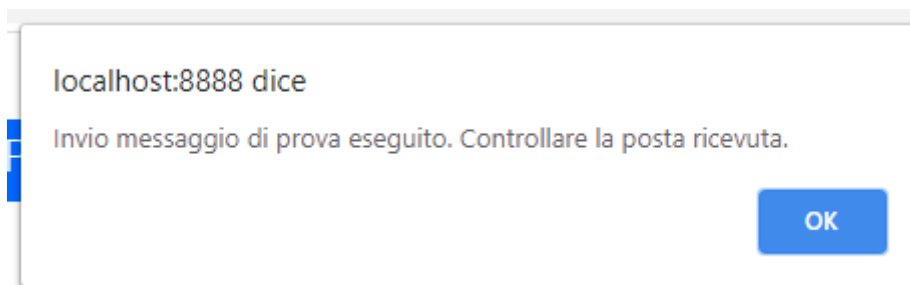 localhost:8888 dice
Invio messaggio di prova eseguito. Controllare la posta ricevuta.
OK